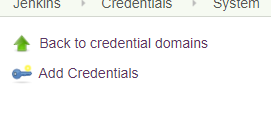 Jenkins Credentials System
Back to credential domains
Add Credentials